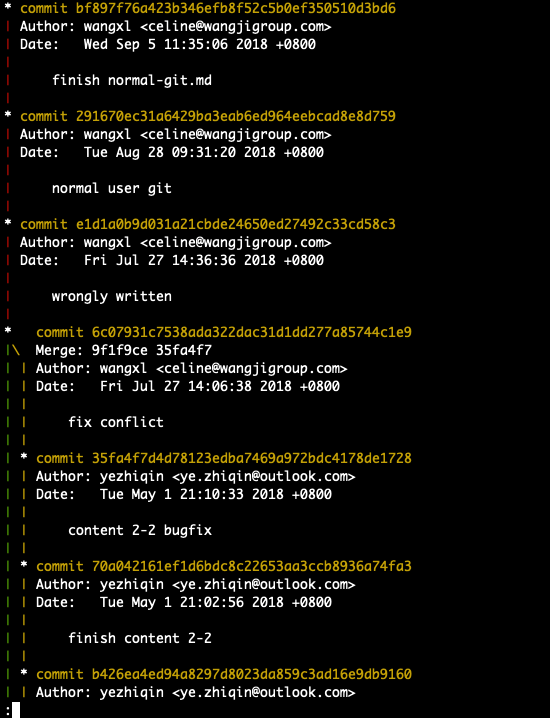 * commit bf897f76a423b346efb8f52c5b0ef350510d3bd6
| Author: wangxl <celine@wangjigroup.com>
| Date:   Wed Sep 5 11:35:06 2018 +0800
|
|     finish normal-git.md
|
* commit 291670ec31a6429ba3eab6ed964eebcad8e8d759
| Author: wangxl <celine@wangjigroup.com>
| Date:   Tue Aug 28 09:31:20 2018 +0800
|
|     normal user git
|
* commit e1d1a0b9d031a21cbde24650ed27492c33cd58c3
| Author: wangxl <celine@wangjigroup.com>
| Date:   Fri Jul 27 14:36:36 2018 +0800
|
|     wrongly written
|
*   commit 6c07931c7538ada322dac31d1dd277a85744c1e9
|\  Merge: 9f1f9ce 35fa4f7
| | Author: wangxl <celine@wangjigroup.com>
| | Date:   Fri Jul 27 14:06:38 2018 +0800
| |
| |     fix conflict
| |
| * commit 35fa4f7d4d78123edba7469a972bdc4178de1728
| | Author: yezhiqin <ye.zhiqin@outlook.com>
| | Date:   Tue May 1 21:10:33 2018 +0800
| |
| |     content 2-2 bugfix
| |
| * commit 70a042161ef1d6bdc8c22653aa3ccb8936a74fa3
| | Author: yezhiqin <ye.zhiqin@outlook.com>
| | Date:   Tue May 1 21:02:56 2018 +0800
| |
| |     finish content 2-2
| |
| * commit b426ea4ed94a8297d8023da859c3ad16e9db9160
| | Author: yezhiqin <ye.zhiqin@outlook.com>
: